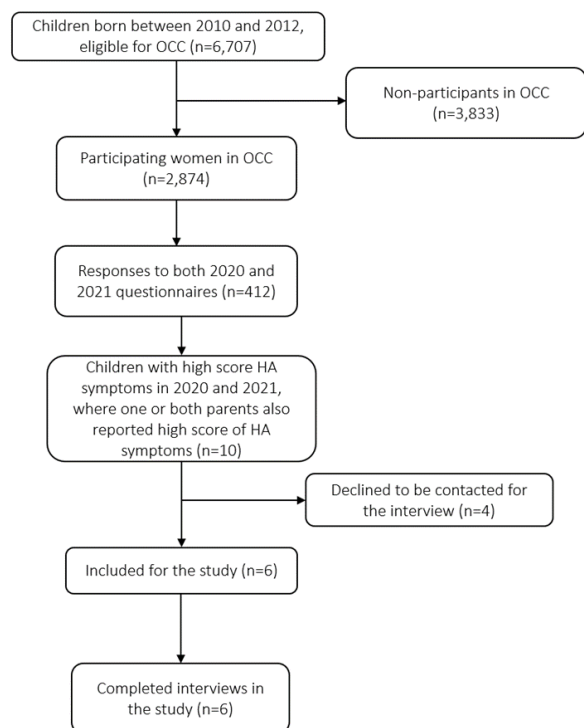 Children born between 2010 and 2012,
eligible for OCC (n=6,707)
Non-participants in OCC
(n=3,833)
Participating women in OCC
(n=2,874)
Responses to both 2020 and
2021 questionnaires (n=412)
Children with high score HA
symptoms in 2020 and 2021,
where one or both parents also
reported high score of HA
symptoms (n=10)
Declined to be contacted for
the interview (n=4)
Included for the study (n=6)
Completed interviews in
the study (n=6)